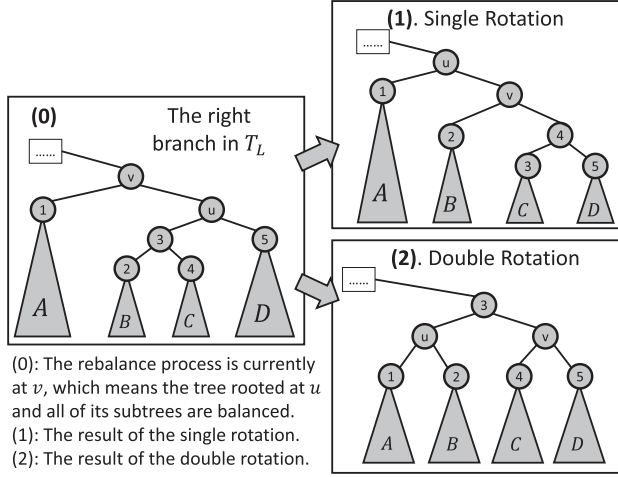 (0)
The right
branch in T_L
......
v
1
u
3
5
2
4
A
B
C
D
(1). Single Rotation
......
u
1
v
2
4
3
5
A
B
C
D
(2). Double Rotation
......
3
u
v
1
2
4
5
A
B
C
D
(0): The rebalance process is currently
at v, which means the tree rooted at u
and all of its subtrees are balanced.
(1): The result of the single rotation.
(2): The result of the double rotation.